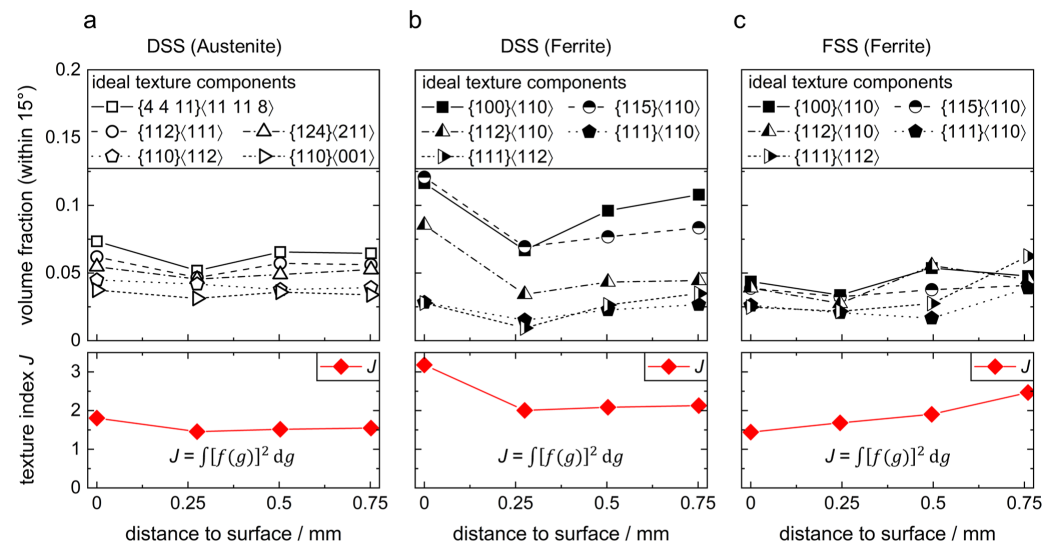 a
DSS (Austenite)
b
DSS (Ferrite)
c
FSS (Ferrite)
volume fraction (within 15°)
0.2
0.15
0.1
0.05
0
ideal texture components
{4 4 11}⟨11 11 8⟩
{112}⟨111⟩ {124}⟨211⟩
{110}⟨112⟩ {110}⟨001⟩
ideal texture components
{100}⟨110⟩ {115}⟨110⟩
{112}⟨110⟩ {111}⟨110⟩
{111}⟨112⟩
ideal texture components
{100}⟨110⟩ {115}⟨110⟩
{112}⟨110⟩ {111}⟨110⟩
{111}⟨112⟩
texture index J
3
2
1
0
J
J = ∫[f(g)]² dg
0 0.25 0.5 0.75
distance to surface / mm
J
J = ∫[f(g)]² dg
0 0.25 0.5 0.75
distance to surface / mm
J
J = ∫[f(g)]² dg
0 0.25 0.5 0.75
distance to surface / mm